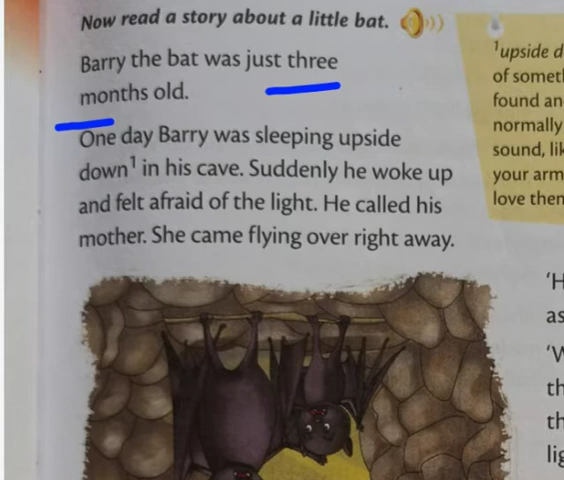 Now read a story about a little bat.
Barry the bat was just three
months old.
One day Barry was sleeping upside
down¹ in his cave. Suddenly he woke up
and felt afraid of the light. He called his
mother. She came flying over right away.
¹upside d
of somet
found an
normally
sound, lik
your arm
love then
'H
as
'W
th
th
lig